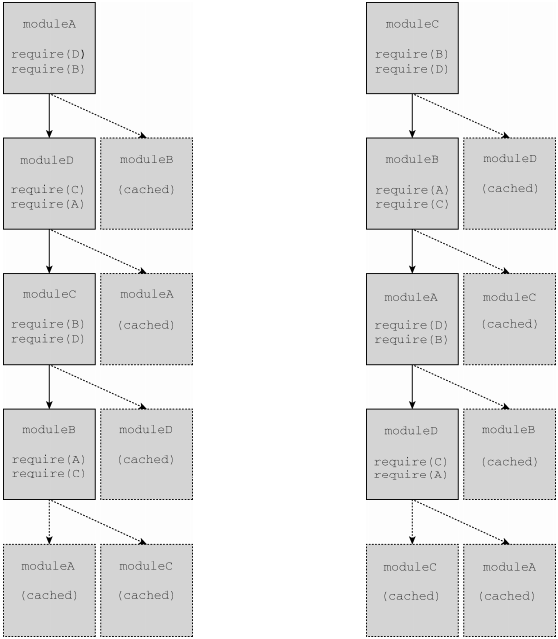 moduleA
require(D)
require(B)
moduleD
require(C)
require(A)
moduleB
(cached)
moduleC
require(B)
require(D)
moduleA
(cached)
moduleB
require(A)
require(C)
moduleD
(cached)
moduleA
(cached)
moduleC
(cached)
moduleC
require(B)
require(D)
moduleB
require(A)
require(C)
moduleD
(cached)
moduleA
require(D)
require(B)
moduleC
(cached)
moduleD
require(C)
require(A)
moduleB
(cached)
moduleC
(cached)
moduleA
(cached)